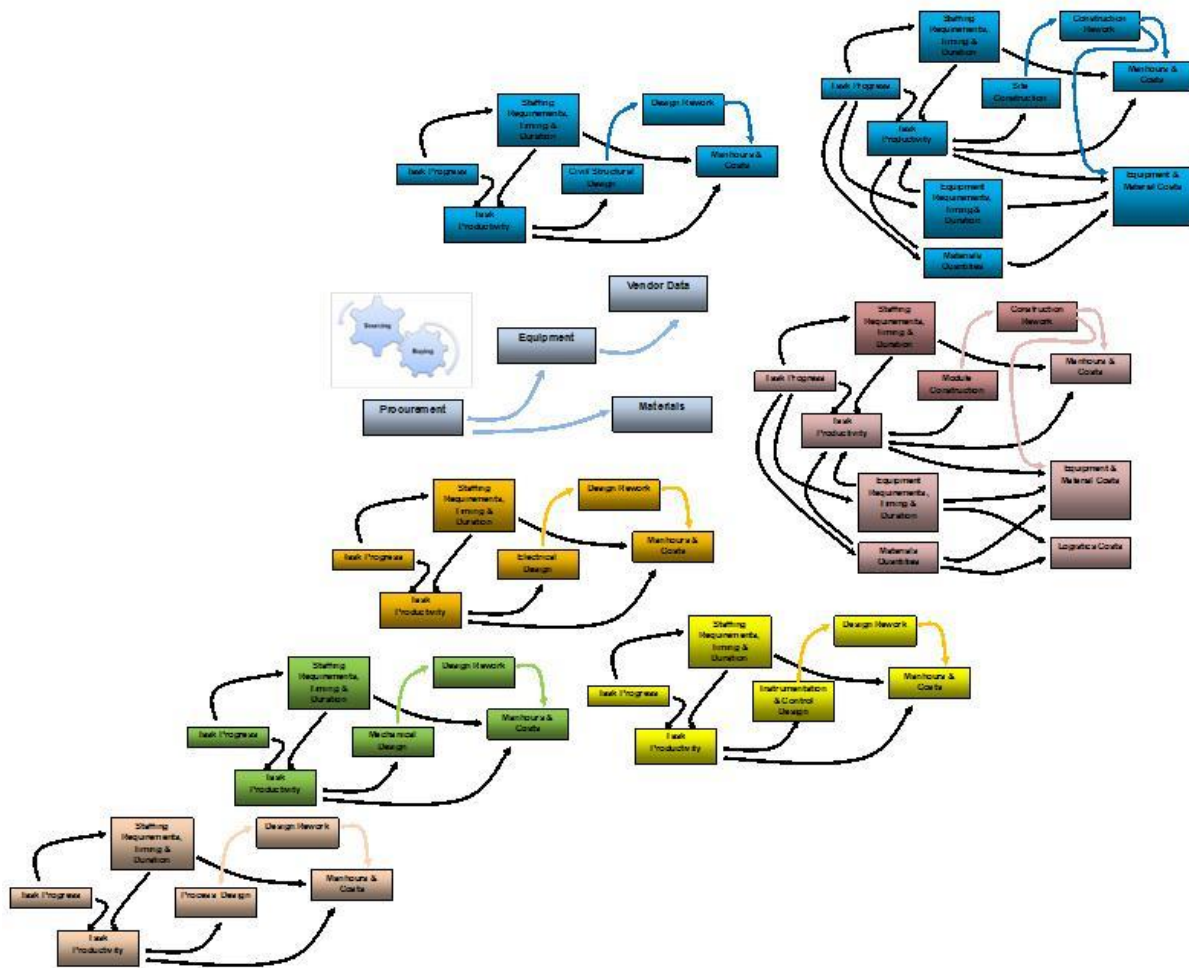 Staffing
Requirements,
Timing &
Duration
Design Rework
Manhours &
Costs
Task Progress
Civil Structural
Design
Task
Productivity
Staffing
Requirements,
Timing &
Duration
Construction
Rework
Manhours &
Costs
Task Progress
Site
Construction
Task
Productivity
Equipment
Requirements,
Timing &
Duration
Equipment &
Material Costs
Materials
Quantities
Sourcing
Buying
Vendor Data
Equipment
Procurement
Materials
Staffing
Requirements,
Timing &
Duration
Construction
Rework
Manhours &
Costs
Task Progress
Module
Construction
Task
Productivity
Equipment
Requirements,
Timing &
Duration
Equipment &
Material Costs
Materials
Quantities
Logistics Costs
Staffing
Requirements,
Timing &
Duration
Design Rework
Manhours &
Costs
Task Progress
Electrical
Design
Task
Productivity
Staffing
Requirements,
Timing &
Duration
Design Rework
Manhours &
Costs
Task Progress
Instrumentation
& Control
Design
Task
Productivity
Staffing
Requirements,
Timing &
Duration
Design Rework
Manhours &
Costs
Task Progress
Mechanical
Design
Task
Productivity
Staffing
Requirements,
Timing &
Duration
Design Rework
Manhours &
Costs
Task Progress
Process Design
Task
Productivity